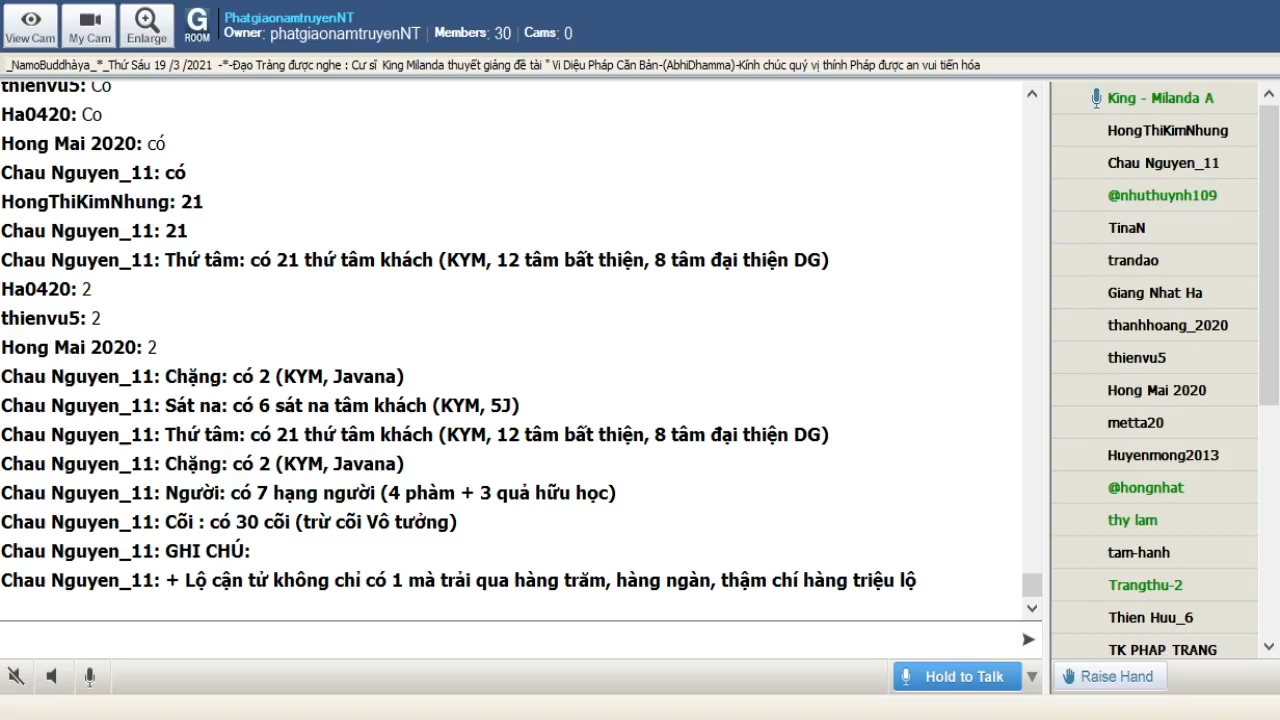 View Cam
My Cam
Enlarge
G
ROOM
PhatgiaonamtruyenNT
Owner: phatgiaonamtruyenNT | Members: 30 | Cams: 0
_NamoBuddhàya_*_Thứ Sáu 19 /3 /2021 -*-Đạo Tràng được nghe : Cư sĩ King Milanda thuyết giảng đề tài " Vi Diệu Pháp Căn Bản-(AbhiDhamma)-Kính chúc quý vị thính Pháp được an vui tiến hóa
thienvu5: Co
Ha0420: Co
Hong Mai 2020: có
Chau Nguyen_11: có
HongThiKimNhung: 21
Chau Nguyen_11: 21
Chau Nguyen_11: Thứ tâm: có 21 thứ tâm khách (KYM, 12 tâm bất thiện, 8 tâm đại thiện DG)
Ha0420: 2
thienvu5: 2
Hong Mai 2020: 2
Chau Nguyen_11: Chặng: có 2 (KYM, Javana)
Chau Nguyen_11: Sát na: có 6 sát na tâm khách (KYM, 5J)
Chau Nguyen_11: Thứ tâm: có 21 thứ tâm khách (KYM, 12 tâm bất thiện, 8 tâm đại thiện DG)
Chau Nguyen_11: Chặng: có 2 (KYM, Javana)
Chau Nguyen_11: Người: có 7 hạng người (4 phàm + 3 quả hữu học)
Chau Nguyen_11: Cõi : có 30 cõi (trừ cõi Vô tưởng)
Chau Nguyen_11: GHI CHÚ:
Chau Nguyen_11: + Lộ cận tử không chỉ có 1 mà trải qua hàng trăm, hàng ngàn, thậm chí hàng triệu lộ
King - Milanda A
HongThiKimNhung
Chau Nguyen_11
@nhuthuynh109
TinaN
trandao
Giang Nhat Ha
thanhhoang_2020
thienvu5
Hong Mai 2020
metta20
Huyenmong2013
@hongnhat
thy lam
tam-hanh
Trangthu-2
Thien Huu_6
TK PHAP TRANG
Hold to Talk
Raise Hand